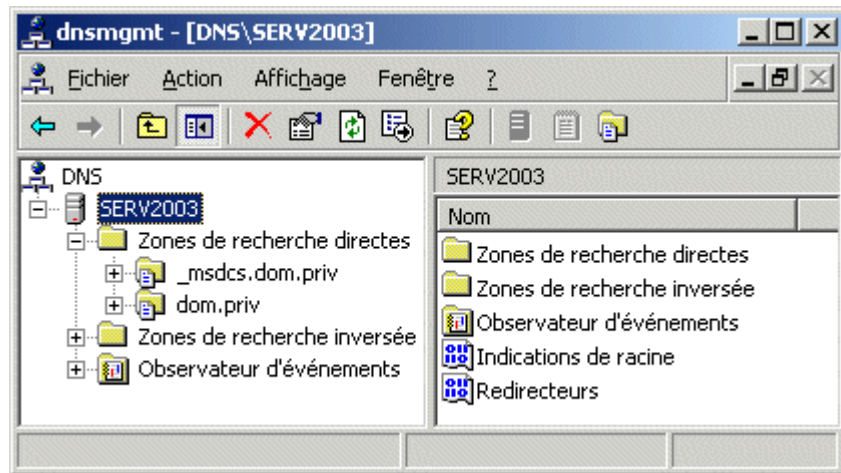 dnsmgmt - [DNS\SERV2003]
Fichier Action Affichage Fenêtre ?
DNS
SERV2003
Zones de recherche directes
_msdcs.dom.priv
dom.priv
Zones de recherche inversée
Observateur d'événements
SERV2003
Nom
Zones de recherche directes
Zones de recherche inversée
Observateur d'événements
Indications de racine
Redirecteurs